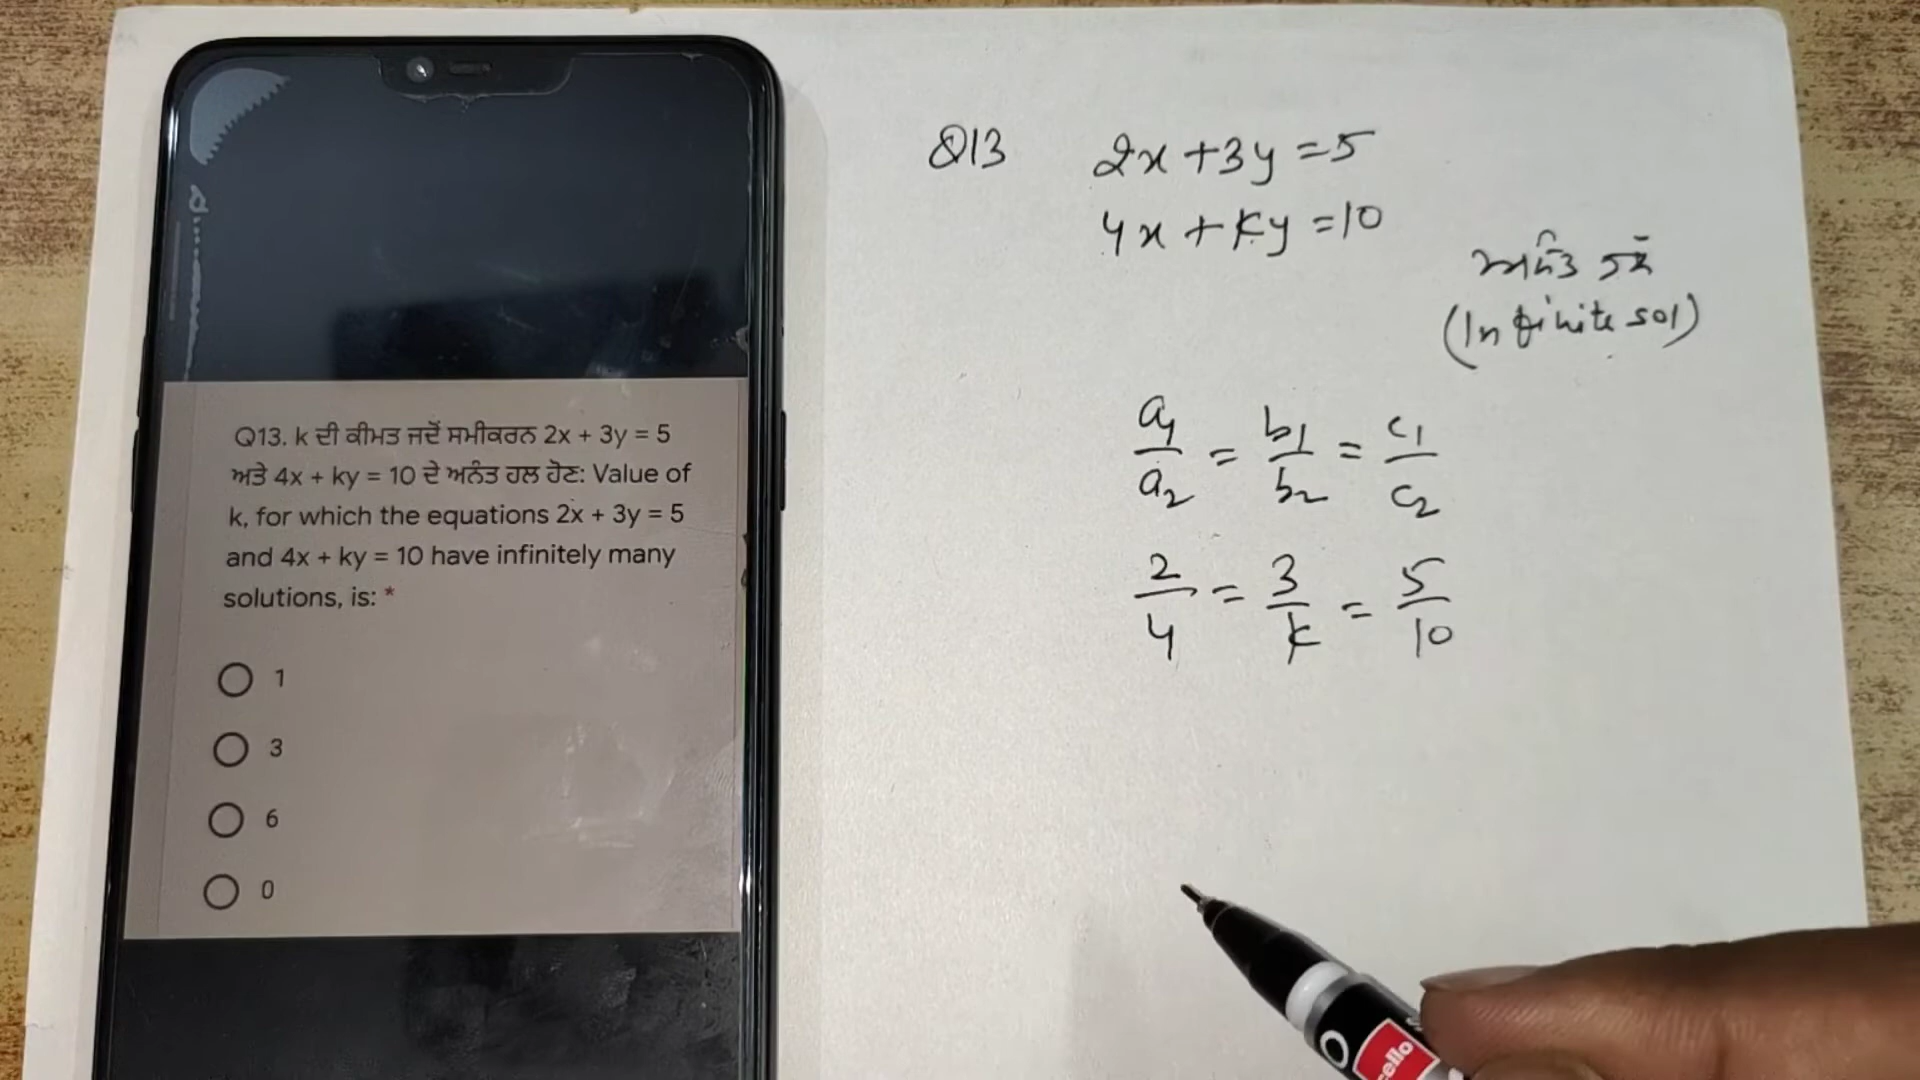 Q13. k ਦੀ ਕੀਮਤ ਜਦੋਂ ਸਮੀਕਰਨ 2x + 3y = 5
ਅਤੇ 4x + ky = 10 ਦੇ ਅਨੰਤ ਹਲ ਹੋਣ: Value of
k, for which the equations 2x + 3y = 5
and 4x + ky = 10 have infinitely many
solutions, is: *
1
3
6
0
Q13 2x +3y =5
4x + ky =10
ਅਨੰਤ ਹੱਲ
(Infinite sol)
a₁/a₂ = b₁/b₂ = c₁/c₂
2/4 = 3/k = 5/10
cello